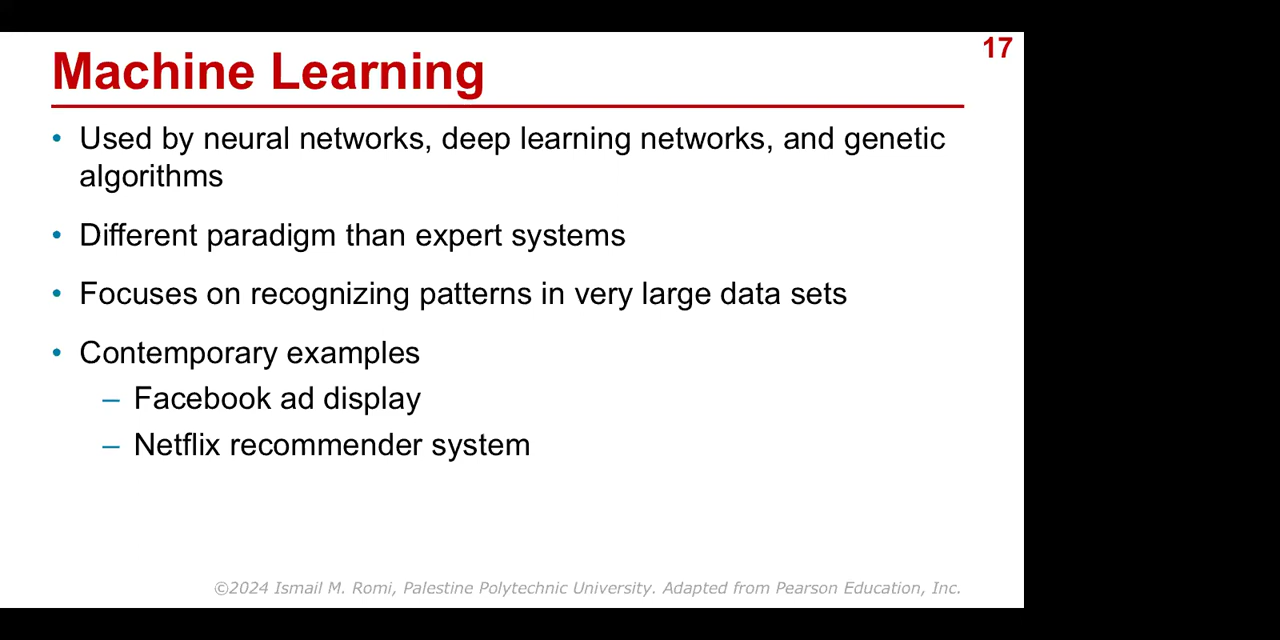 17
Machine Learning
• Used by neural networks, deep learning networks, and genetic
algorithms
• Different paradigm than expert systems
• Focuses on recognizing patterns in very large data sets
• Contemporary examples
– Facebook ad display
– Netflix recommender system
©2024 Ismail M. Romi, Palestine Polytechnic University. Adapted from Pearson Education, Inc.